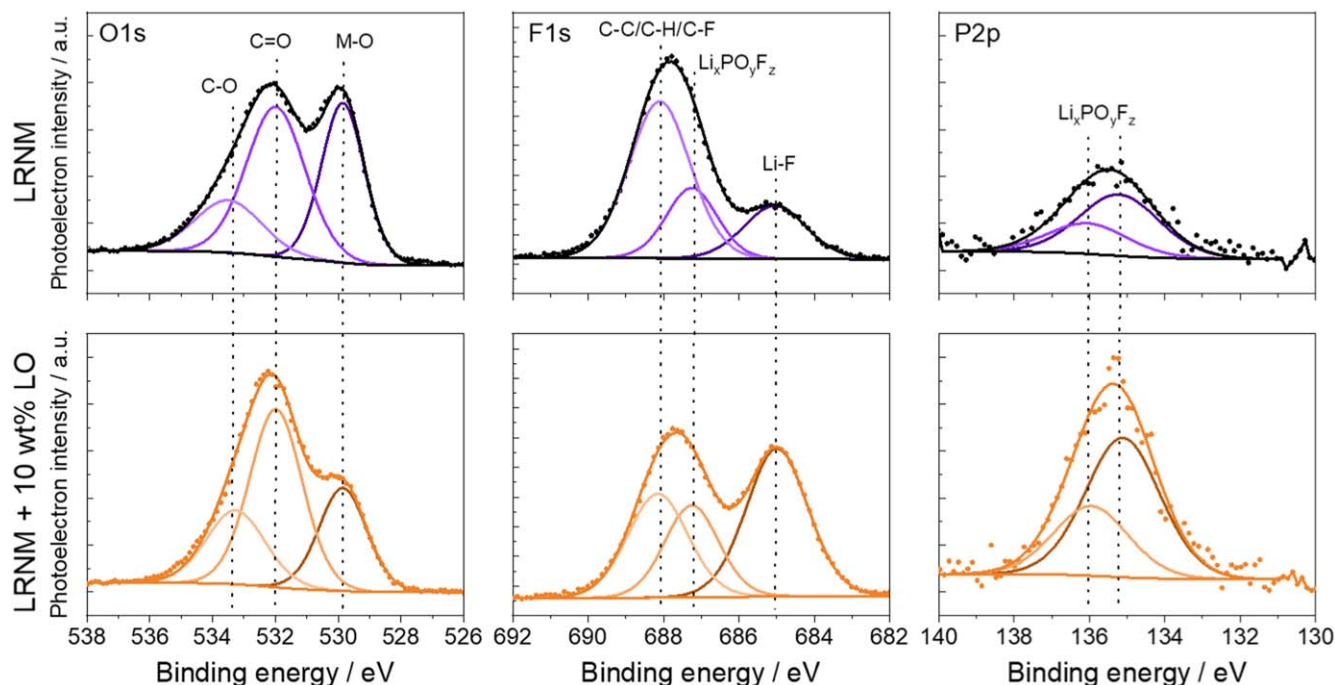 O1s
C-O
C=O
M-O
F1s
C-C/C-H/C-F
LiₓPOᵧF_z
Li-F
P2p
LiₓPOᵧF_z
LRNM
Photoelectron intensity / a.u.
LRNM + 10 wt% LO
Photoelectron intensity / a.u.
538 536 534 532 530 528 526
Binding energy / eV
692 690 688 686 684 682
Binding energy / eV
140 138 136 134 132 130
Binding energy / eV